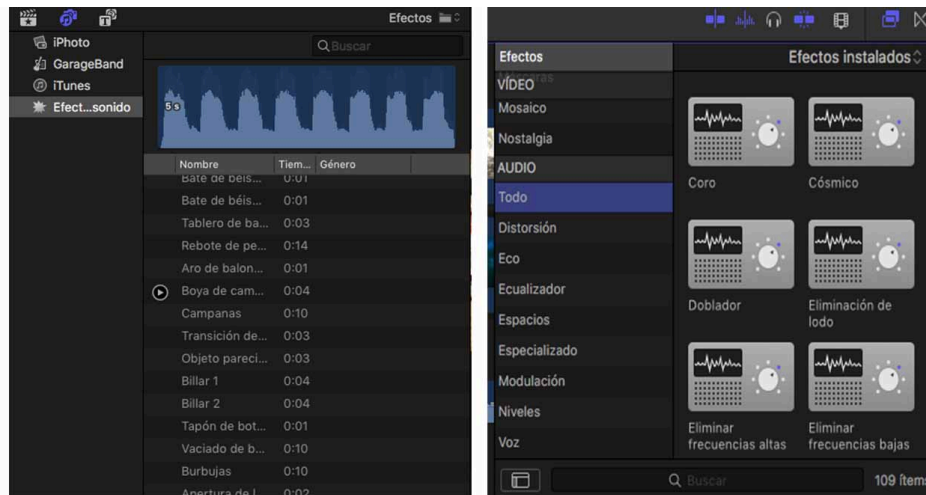 Efectos
iPhoto
GarageBand
iTunes
Efect...sonido
Buscar
5 s
Nombre Tiem... Género
Bate de béis... 0:01
Bate de béis... 0:01
Tablero de ba... 0:03
Rebote de pe... 0:14
Aro de balon... 0:01
Boya de cam... 0:04
Campanas 0:10
Transición de... 0:03
Objeto pareci... 0:03
Billar 1 0:04
Billar 2 0:04
Tapón de bot... 0:01
Vaciado de b... 0:10
Burbujas 0:10
Apertura de l... 0:02
Efectos
Efectos instalados
VÍDEO
Mosaico
Nostalgia
AUDIO
Todo
Distorsión
Eco
Ecualizador
Espacios
Especializado
Modulación
Niveles
Voz
Coro
Cósmico
Doblador
Eliminación de
lodo
Eliminar
frecuencias altas
Eliminar
frecuencias bajas
Buscar
109 ítems